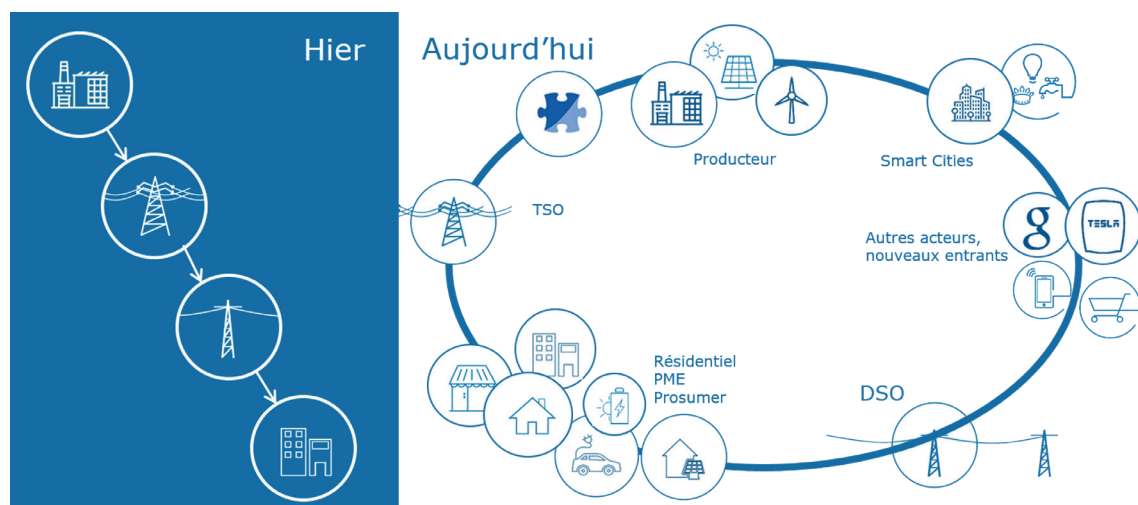 Hier
Aujourd'hui
Producteur
Smart Cities
TSO
g
TESLA
Autres acteurs,
nouveaux entrants
Résidentiel
PME
Prosumer
DSO